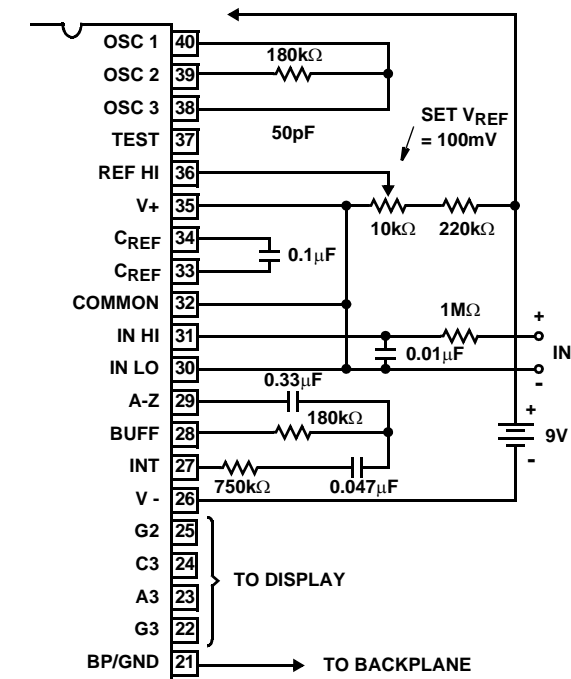 OSC 1 40
180kΩ
OSC 2 39
OSC 3 38
50pF
TEST 37
SET VREF
= 100mV
REF HI 36
V+ 35
10kΩ 220kΩ
CREF 34
0.1µF
CREF 33
COMMON 32
1MΩ
+
IN HI 31
0.01µF
IN
IN LO 30
-
0.33µF
A-Z 29
180kΩ
+
BUFF 28
9V
-
INT 27
750kΩ 0.047µF
V - 26
G2 25
C3 24
TO DISPLAY
A3 23
G3 22
BP/GND 21
TO BACKPLANE